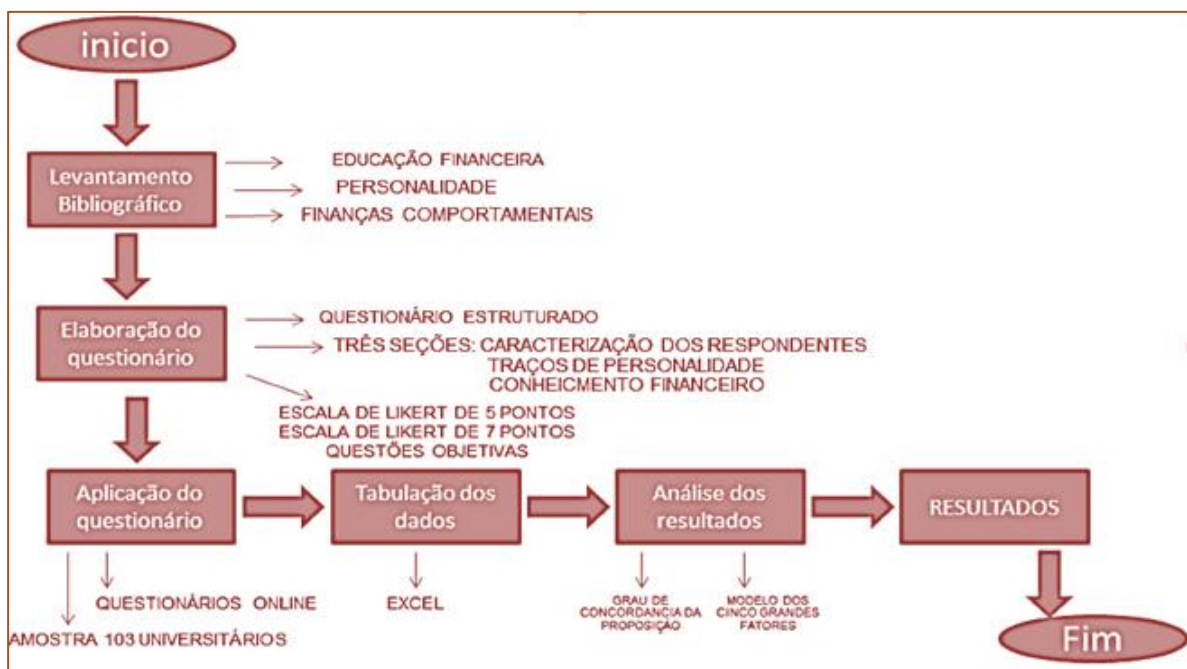 inicio
Levantamento
Bibliográfico
EDUCAÇÃO FINANCEIRA
PERSONALIDADE
FINANÇAS COMPORTAMENTAIS
Elaboração do
questionário
QUESTIONÁRIO ESTRUTURADO
TRÊS SEÇÕES: CARACTERIZAÇÃO DOS RESPONDENTES
TRAÇOS DE PERSONALIDADE
CONHEICMENTO FINANCEIRO
ESCALA DE LIKERT DE 5 PONTOS
ESCALA DE LIKERT DE 7 PONTOS
QUESTÕES OBJETIVAS
Aplicação do
questionário
QUESTIONÁRIOS ONLINE
AMOSTRA 103 UNIVERSITÁRIOS
Tabulação dos
dados
EXCEL
Análise dos
resultados
GRAU DE
CONCORDANCIA DA
PROPOSIÇÃO
MODELO DOS
CINCO GRANDES
FATORES
RESULTADOS
Fim